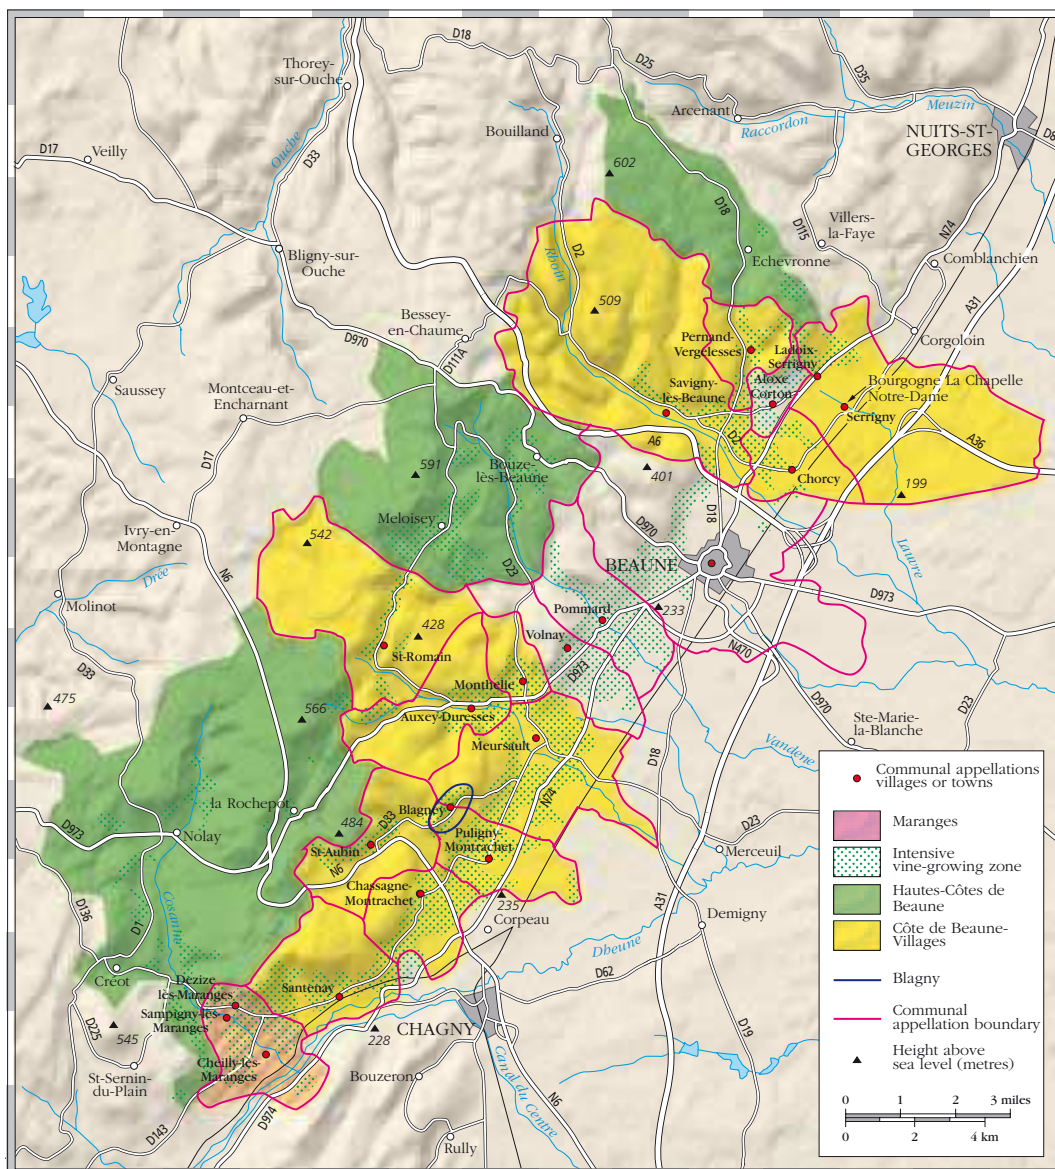 D18
D25
D35
Thorey-
sur-Ouche
Arcenant
Meuzin
Raccordon
Bouilland
NUITS-ST-
GEORGES
D17
Veilly
Ouche
D33
602
D18
D115
Villers-
la-Faye
N74
Bligny-sur-
Ouche
Rhoin
D2
Echevronne
Comblanchien
A31
509
Bessey-
en-Chaume
D970
D111A
Pernand-
Vergelesses
Ladoix-
Serrigny
Corgoloin
Saussey
Montceau-et-
Encharnant
Savigny-
lès-Beaune
Aloxe
Corton
Bourgogne La Chapelle
Notre-Dame
Serrigny
D17
A6
D2
A36
591
Bouze-
lès-Beaune
401
Chorcy
199
Ivry-en-
Montagne
542
Meloisey
D18
D970
Drée
N6
D23
BEAUNE
Lauvre
Molinot
Pommard
233
D973
D33
428
Volnay
N470
St-Romain
D973
475
Monthelie
D970
D23
566
Auxey-Duresses
Ste-Marie-
la-Blanche
Meursault
D18
Vandene
la Rochepot
Blagney
N74
D973
Nolay
484
D33
St-Aubin
Puligny-
Montrachet
D23
Merceuil
N6
Chassagne-
Montrachet
235
A31
D136
D1
Cosanne
Corpeau
Demigny
Dheune
Créot
Dezize
lès-Maranges
Santenay
D62
Sampigny-lès-
Maranges
CHAGNY
D225
545
228
D19
Cheilly-lès-
Maranges
St-Sernin-
du-Plain
Bouzeron
Canal du Centre
D974
N6
D143
Rully
Communal appellations
villages or towns
Maranges
Intensive
vine-growing zone
Hautes-Côtes de
Beaune
Côte de Beaune-
Villages
Blagny
Communal
appellation boundary
Height above
sea level (metres)
0 1 2 3 miles
0 2 4 km